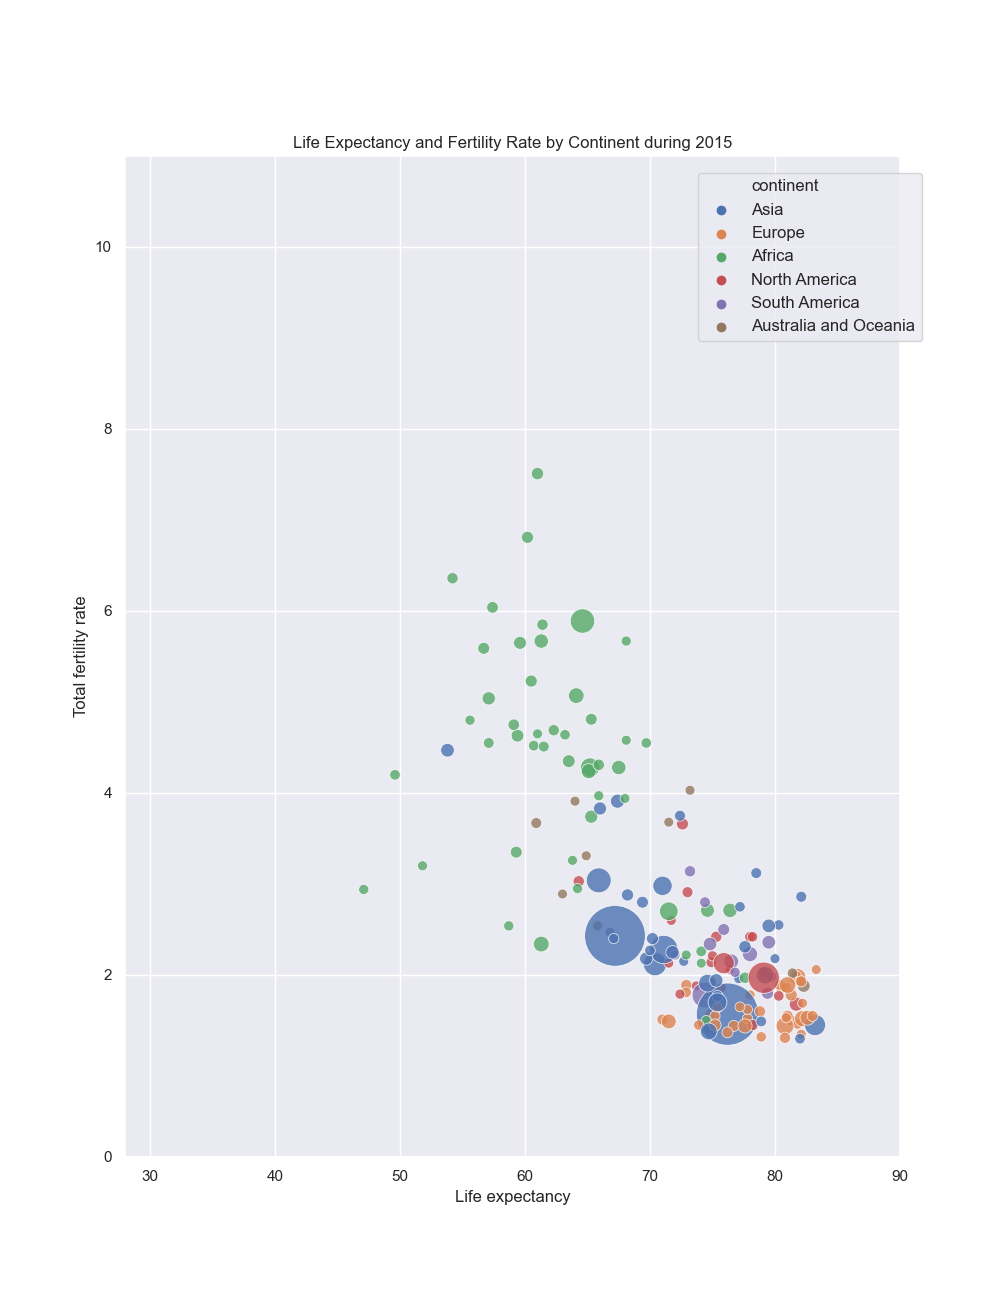 Life Expectancy and Fertility Rate by Continent during 2015
continent
Asia
Europe
Africa
North America
South America
Australia and Oceania
10
8
6
4
2
0
Total fertility rate
30 40 50 60 70 80 90
Life expectancy